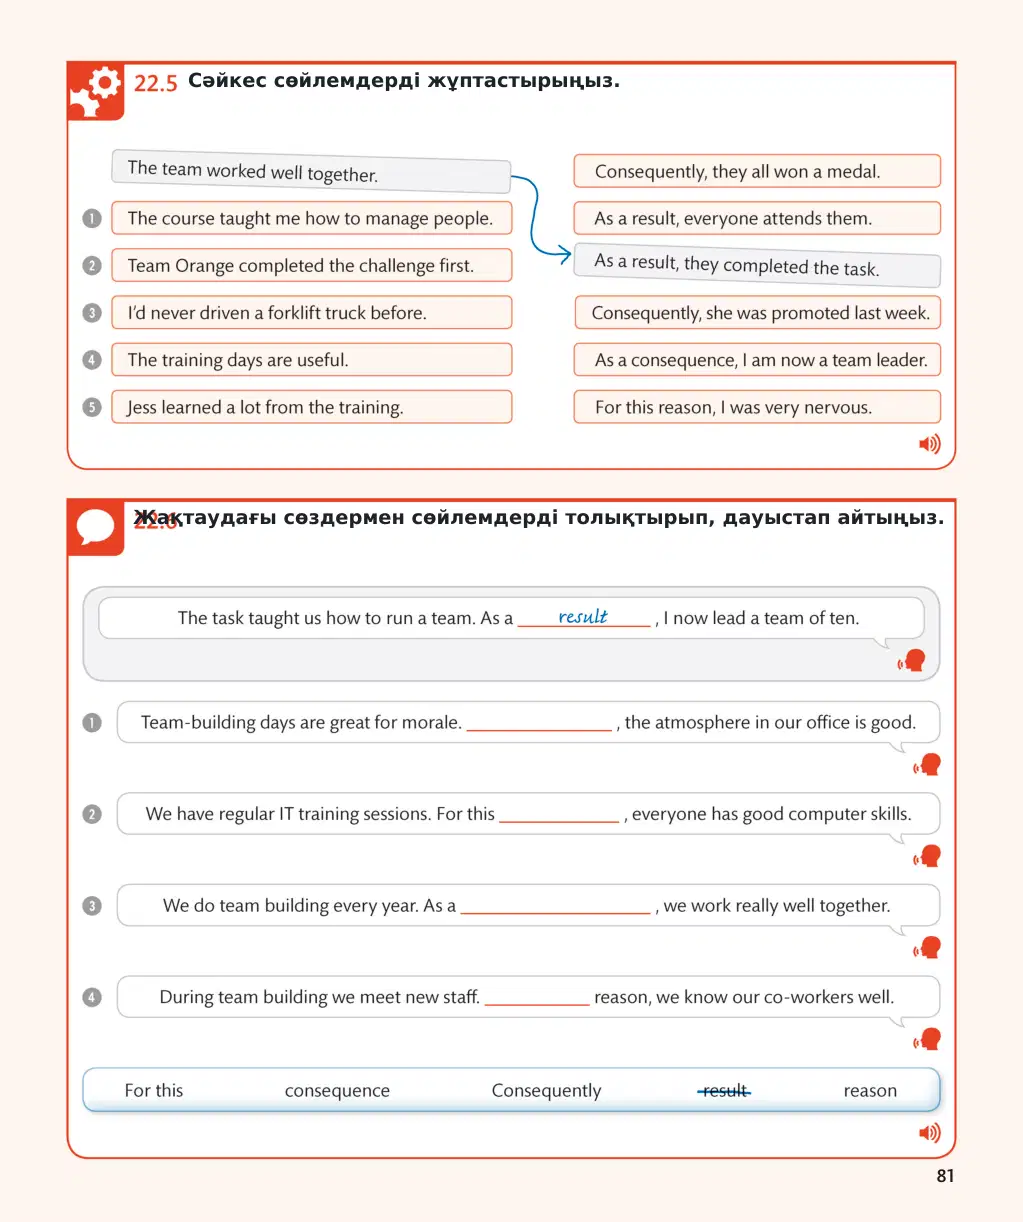 22.5 Сәйкес сөйлемдерді жұптастырыңыз.
The team worked well together.
Consequently, they all won a medal.
1 The course taught me how to manage people.
As a result, everyone attends them.
2 Team Orange completed the challenge first.
As a result, they completed the task.
3 I'd never driven a forklift truck before.
Consequently, she was promoted last week.
4 The training days are useful.
As a consequence, I am now a team leader.
5 Jess learned a lot from the training.
For this reason, I was very nervous.
22.6 Жақтаудағы сөздермен сөйлемдерді толықтырып, дауыстап айтыңыз.
The task taught us how to run a team. As a result , I now lead a team of ten.
1 Team-building days are great for morale. ____ , the atmosphere in our office is good.
2 We have regular IT training sessions. For this ____ , everyone has good computer skills.
3 We do team building every year. As a ____ , we work really well together.
4 During team building we meet new staff. ____ reason, we know our co-workers well.
For this consequence Consequently result reason
81